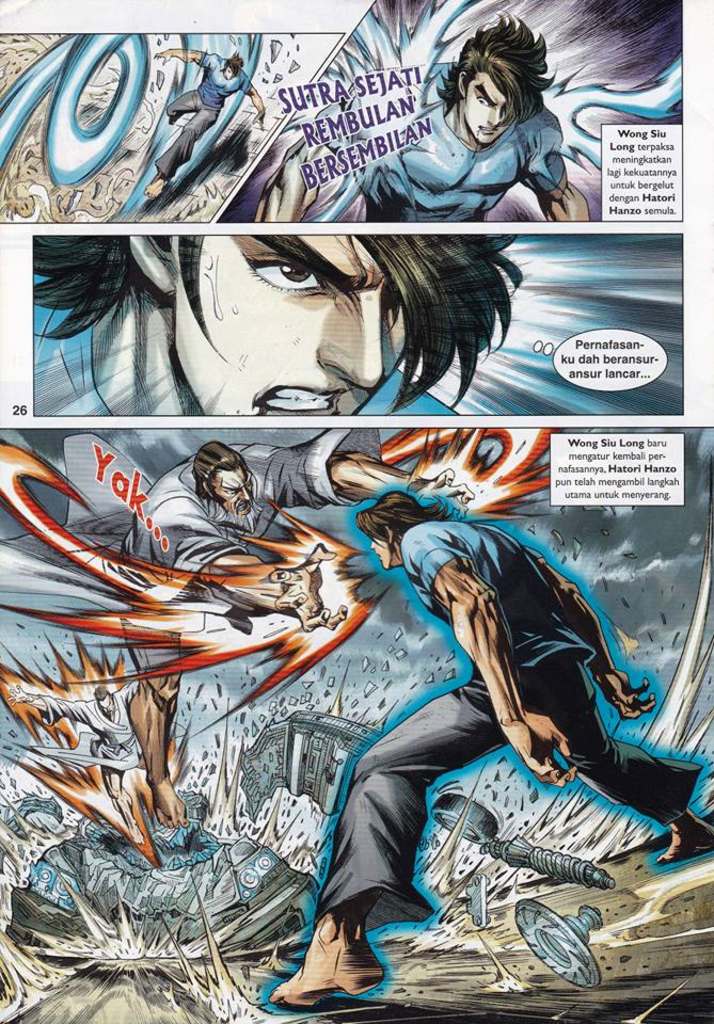 SUTRA SEJATI
REMBULAN
BERSEMBILAN
Wong Siu
Long terpaksa
meningkatkan
lagi kekuatannya
untuk bergelut
dengan Hatori
Hanzo semula.
Pernafasan-
ku dah beransur-
ansur lancar...
26
Wong Siu Long baru
mengatur kembali per-
nafasannya, Hatori Hanzo
pun telah mengambil langkah
utama untuk menyerang.
Yak...